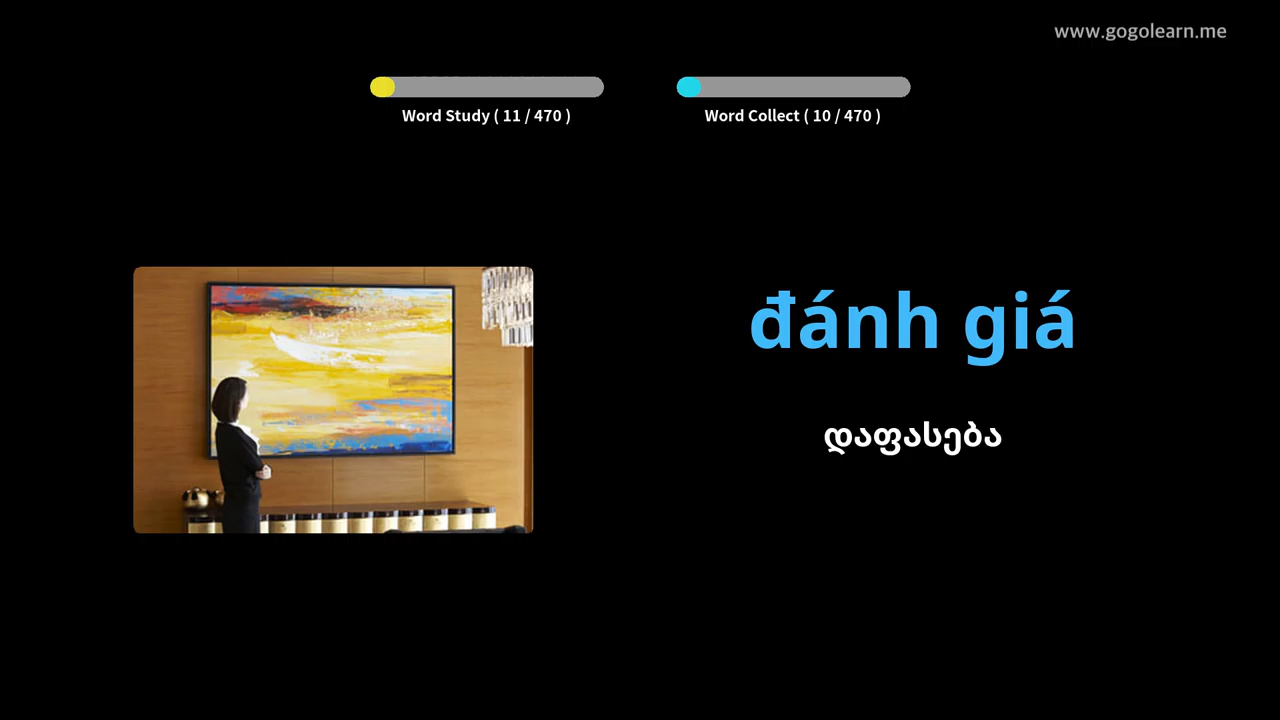 www.gogolearn.me
Word Study ( 11 / 470 )
Word Collect ( 10 / 470 )
đánh giá
დაფასება